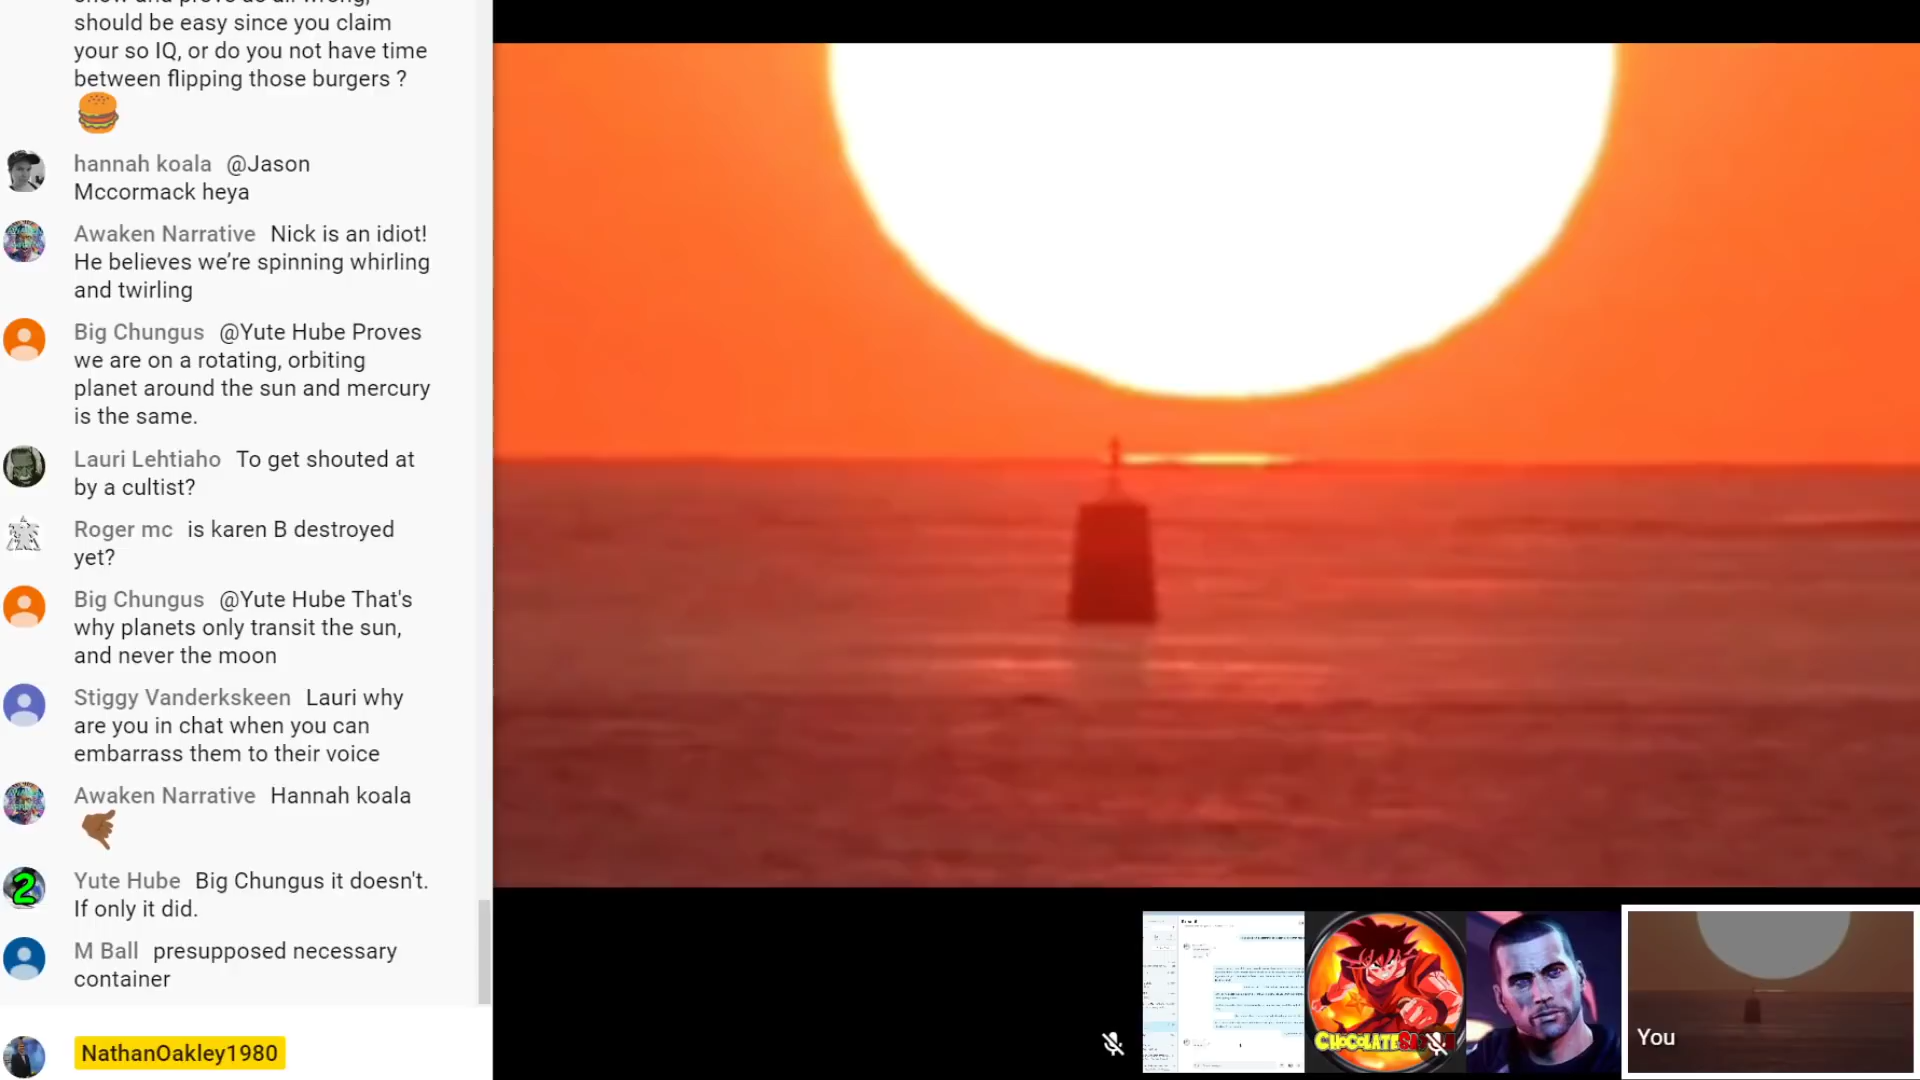 should be easy since you claim
your so IQ, or do you not have time
between flipping those burgers ?
hannah koala @Jason
Mccormack heya
Awaken Narrative Nick is an idiot!
He believes we’re spinning whirling
and twirling
Big Chungus @Yute Hube Proves
we are on a rotating, orbiting
planet around the sun and mercury
is the same.
Lauri Lehtiaho To get shouted at
by a cultist?
Roger mc is karen B destroyed
yet?
Big Chungus @Yute Hube That's
why planets only transit the sun,
and never the moon
Stiggy Vanderkskeen Lauri why
are you in chat when you can
embarrass them to their voice
Awaken Narrative Hannah koala
Yute Hube Big Chungus it doesn't.
If only it did.
M Ball presupposed necessary
container
NathanOakley1980
You